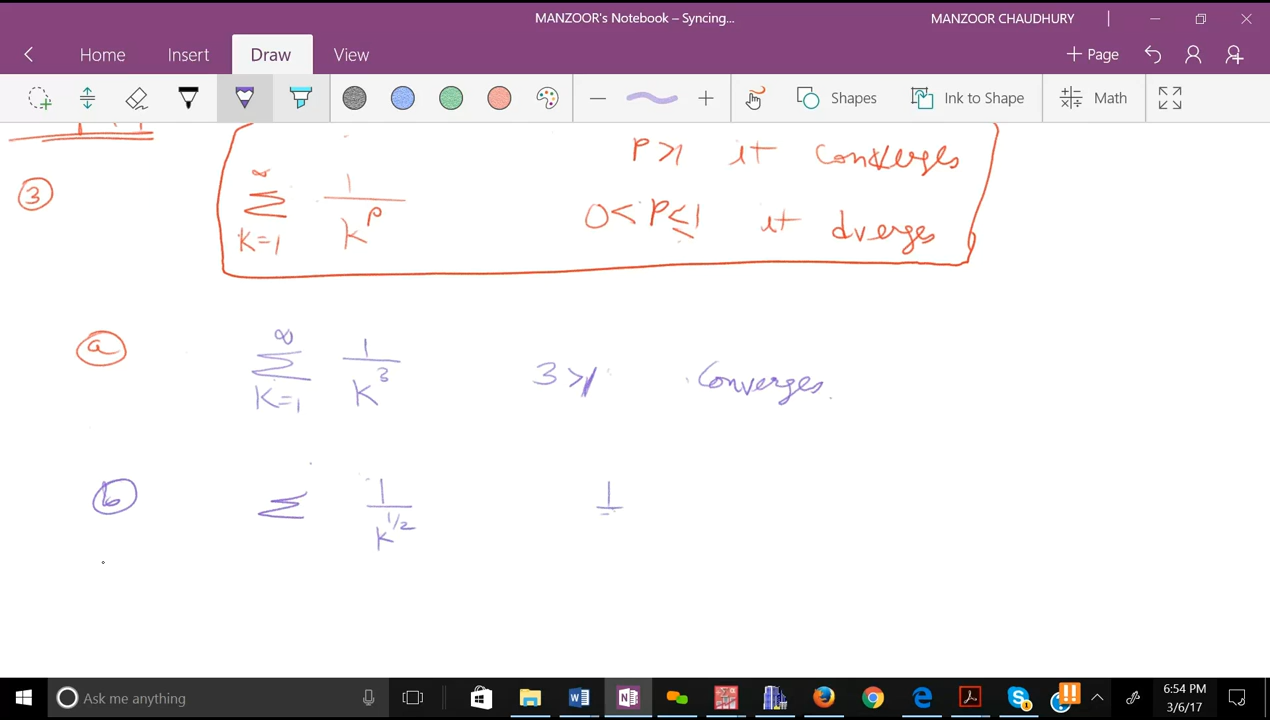 MANZOOR's Notebook – Syncing...
MANZOOR CHAUDHURY
Home Insert Draw View
Page
Shapes Ink to Shape Math
P>1 it Converges
③ ∞ Σ K=1 1/K^P
0<P≤1 it dverges
ⓐ ∞ Σ K=1 1/K^3 3>1 Converges.
ⓑ Σ 1/K^1/2 1
Ask me anything
6:54 PM
3/6/17